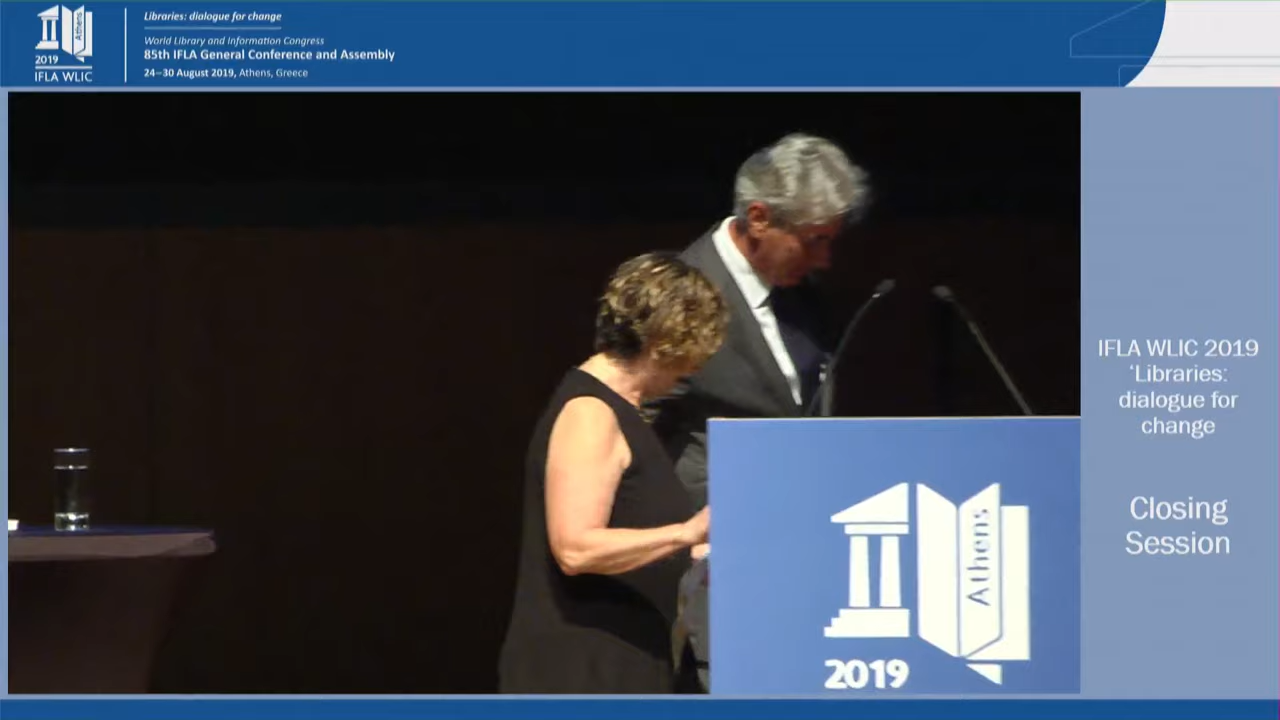 Libraries: dialogue for change
World Library and Information Congress
85th IFLA General Conference and Assembly
24–30 August 2019, Athens, Greece
Athens
2019
IFLA WLIC
IFLA WLIC 2019
‘Libraries:
dialogue for
change
Closing
Session
Athens
2019